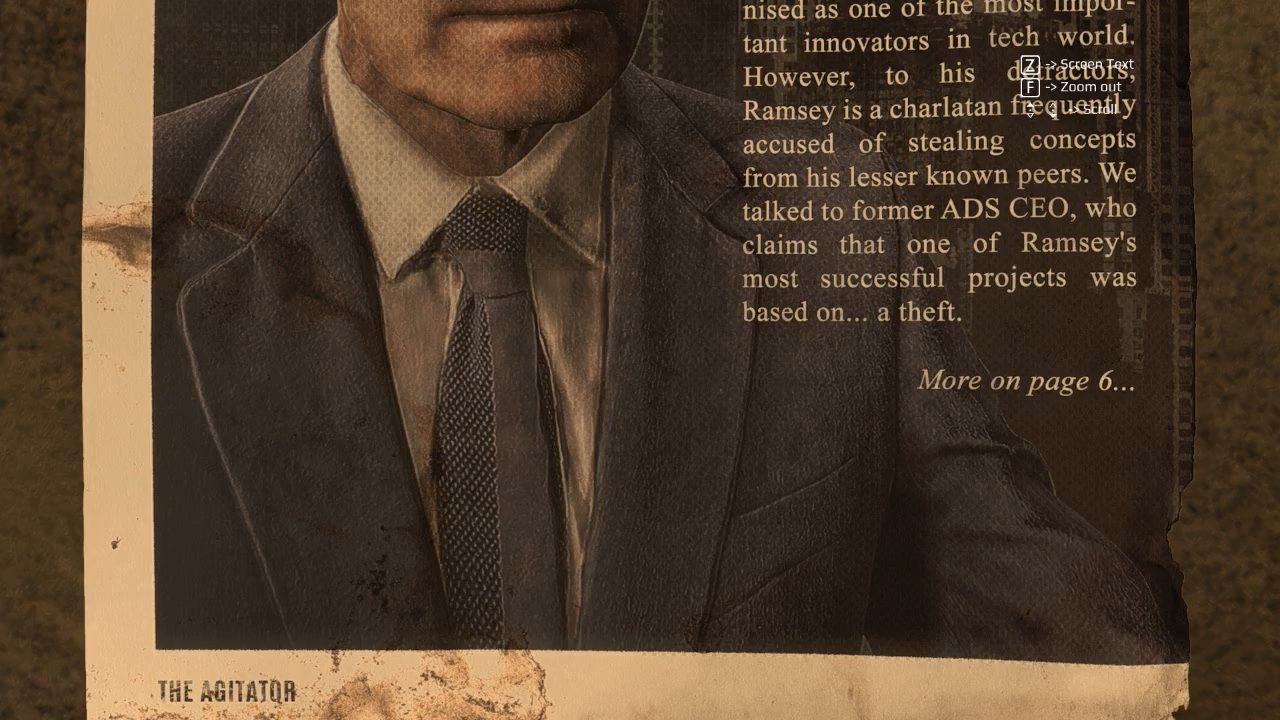 nised as one of the most impor-
tant innovators in tech world.
However, to his detractors,
Ramsey is a charlatan frequently
accused of stealing concepts
from his lesser known peers. We
talked to former ADS CEO, who
claims that one of Ramsey's
most successful projects was
based on... a theft.
More on page 6...
Z -> Screen Text
F -> Zoom out
-> Scroll
THE AGITATOR